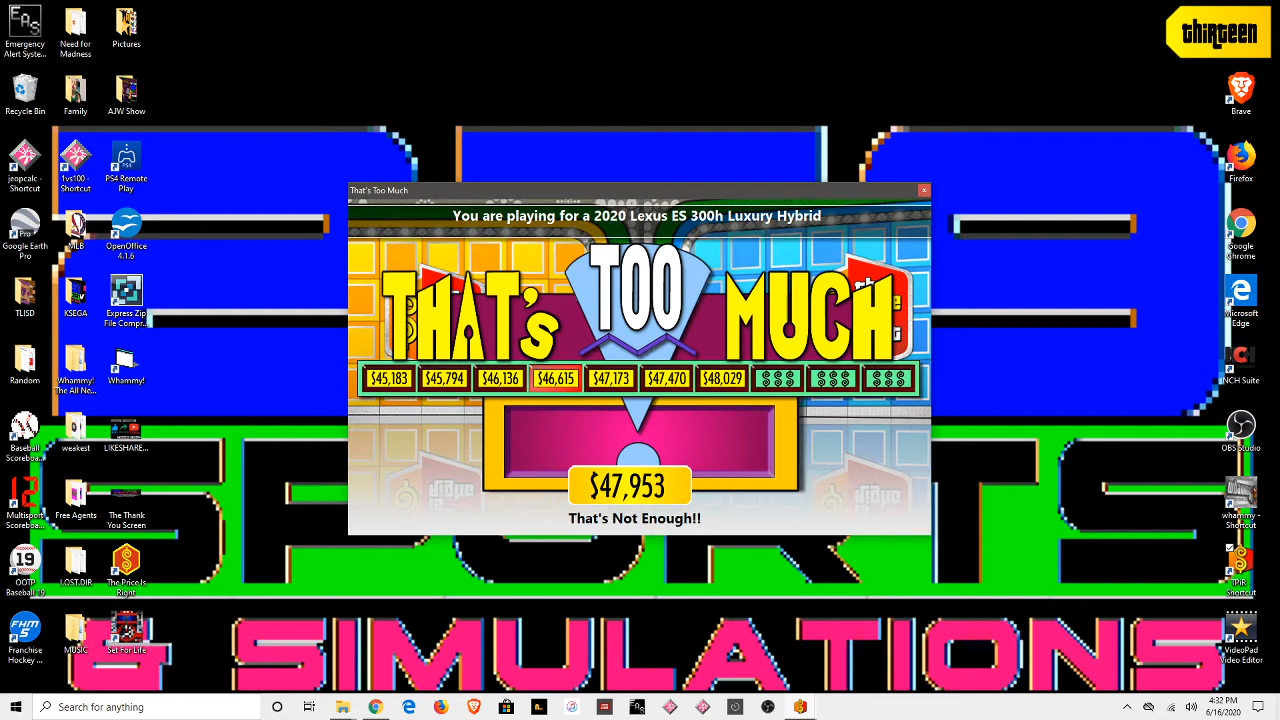 Emergency
Alert Syste...
Need for
Madness
Pictures
thirteen
Recycle Bin
Family
AJW Show
Brave
jeopcalc -
Shortcut
1vs100 -
Shortcut
PS4 Remote
Play
Firefox
Google Earth
Pro
MLB
OpenOffice
4.1.6
Google
Chrome
TLISD
KSEGA
Express Zip
File Compr...
Microsoft
Edge
Random
Whammy!
The All Ne...
Whammy!
NCH Suite
Baseball
Scoreboa...
weakest
LIKESHARE...
OBS Studio
Multisport
Scoreboa...
Free Agents
The Thank
You Screen
whammy -
Shortcut
OOTP
Baseball 19
LOST.DIR
The Price Is
Right
TPiR
Shortcut
Franchise
Hockey ...
MUSIC
Set For Life
VideoPad
Video Editor
That's Too Much
You are playing for a 2020 Lexus ES 300h Luxury Hybrid
THAT's TOO MUCH
$45,183 $45,794 $46,136 $46,615 $47,173 $47,470 $48,029 $$$ $$$ $$$
$47,953
That's Not Enough!!
SPORTS
& SIMULATIONS
Search for anything
4:32 PM
6/16/2020